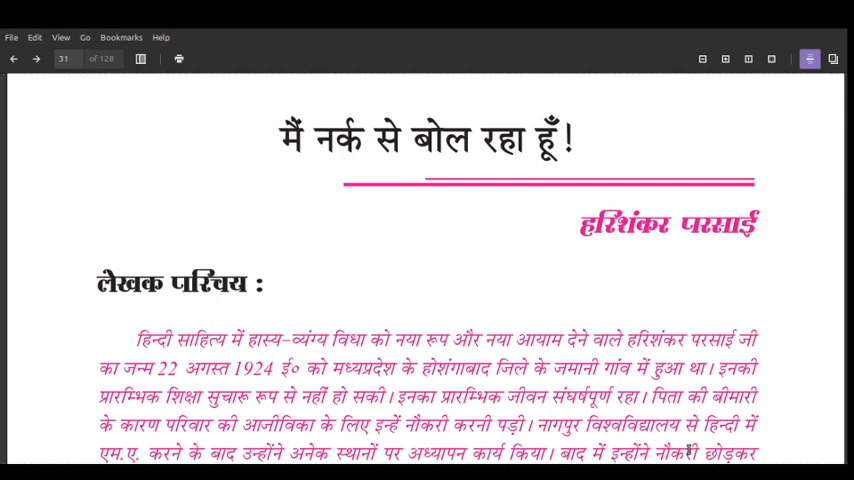 File Edit View Go Bookmarks Help
31 of 128
मैं नर्क से बोल रहा हूँ!
हरिशंकर परसाई
लेखक परिचय :
हिन्दी साहित्य में हास्य-व्यंग्य विधा को नया रूप और नया आयाम देने वाले हरिशंकर परसाई जी
का जन्म 22 अगस्त 1924 ई० को मध्यप्रदेश के होशंगाबाद जिले के जमानी गांव में हुआ था। इनकी
प्रारम्भिक शिक्षा सुचारू रूप से नहीं हो सकी। इनका प्रारम्भिक जीवन संघर्षपूर्ण रहा। पिता की बीमारी
के कारण परिवार की आजीविका के लिए इन्हें नौकरी करनी पड़ी। नागपुर विश्वविद्यालय से हिन्दी में
एम.ए. करने के बाद उन्होंने अनेक स्थानों पर अध्यापन कार्य किया। बाद में इन्होंने नौकरी छोड़कर